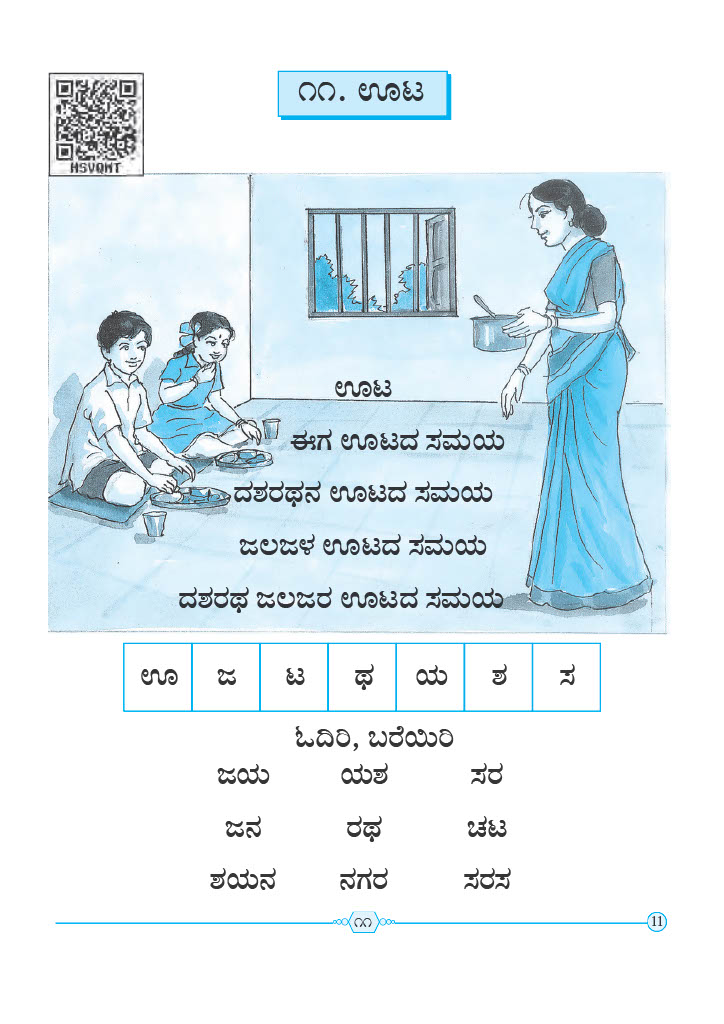 ೧೧. ಊಟ
HSVQMT
ಊಟ
ಈಗ ಊಟದ ಸಮಯ
ದಶರಥನ ಊಟದ ಸಮಯ
ಜಲಜಳ ಊಟದ ಸಮಯ
ದಶರಥ ಜಲಜರ ಊಟದ ಸಮಯ
ಊ ಜ ಟ ಥ ಯ ಶ ಸ
ಓದಿರಿ, ಬರೆಯಿರಿ
ಜಯ ಯಶ ಸರ
ಜನ ರಥ ಚಟ
ಶಯನ ನಗರ ಸರಸ
೧೧ 11